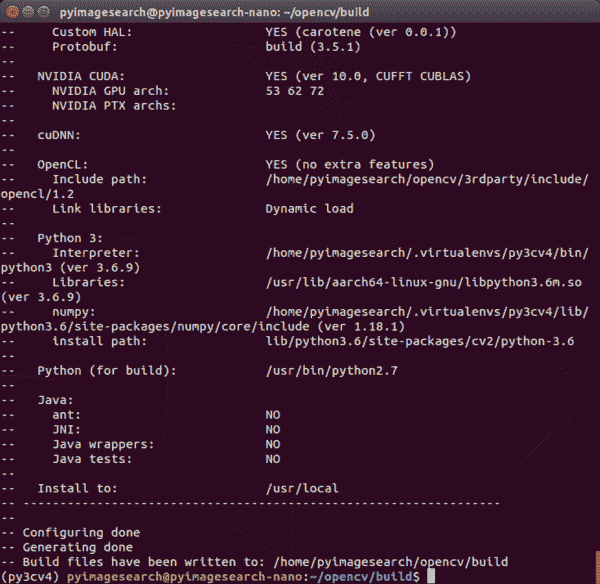 pyimagesearch@pyimagesearch-nano: ~/opencv/build
--     Custom HAL:                  YES (carotene (ver 0.0.1))
--     Protobuf:                    build (3.5.1)
--
--   NVIDIA CUDA:                   YES (ver 10.0, CUFFT CUBLAS)
--     NVIDIA GPU arch:             53 62 72
--     NVIDIA PTX archs:
--
--   cuDNN:                         YES (ver 7.5.0)
--
--   OpenCL:                        YES (no extra features)
--     Include path:                /home/pyimagesearch/opencv/3rdparty/include/
opencl/1.2
--     Link libraries:              Dynamic load
--
--   Python 3:
--     Interpreter:                 /home/pyimagesearch/.virtualenvs/py3cv4/bin/
python3 (ver 3.6.9)
--     Libraries:                   /usr/lib/aarch64-linux-gnu/libpython3.6m.so
(ver 3.6.9)
--     numpy:                       /home/pyimagesearch/.virtualenvs/py3cv4/lib/
python3.6/site-packages/numpy/core/include (ver 1.18.1)
--     install path:                lib/python3.6/site-packages/cv2/python-3.6
--
--   Python (for build):            /usr/bin/python2.7
--
--   Java:
--     ant:                         NO
--     JNI:                         NO
--     Java wrappers:               NO
--     Java tests:                  NO
--
--   Install to:                    /usr/local
-- -----------------------------------------------------------------
--
-- Configuring done
-- Generating done
-- Build files have been written to: /home/pyimagesearch/opencv/build
(py3cv4) pyimagesearch@pyimagesearch-nano:~/opencv/build$